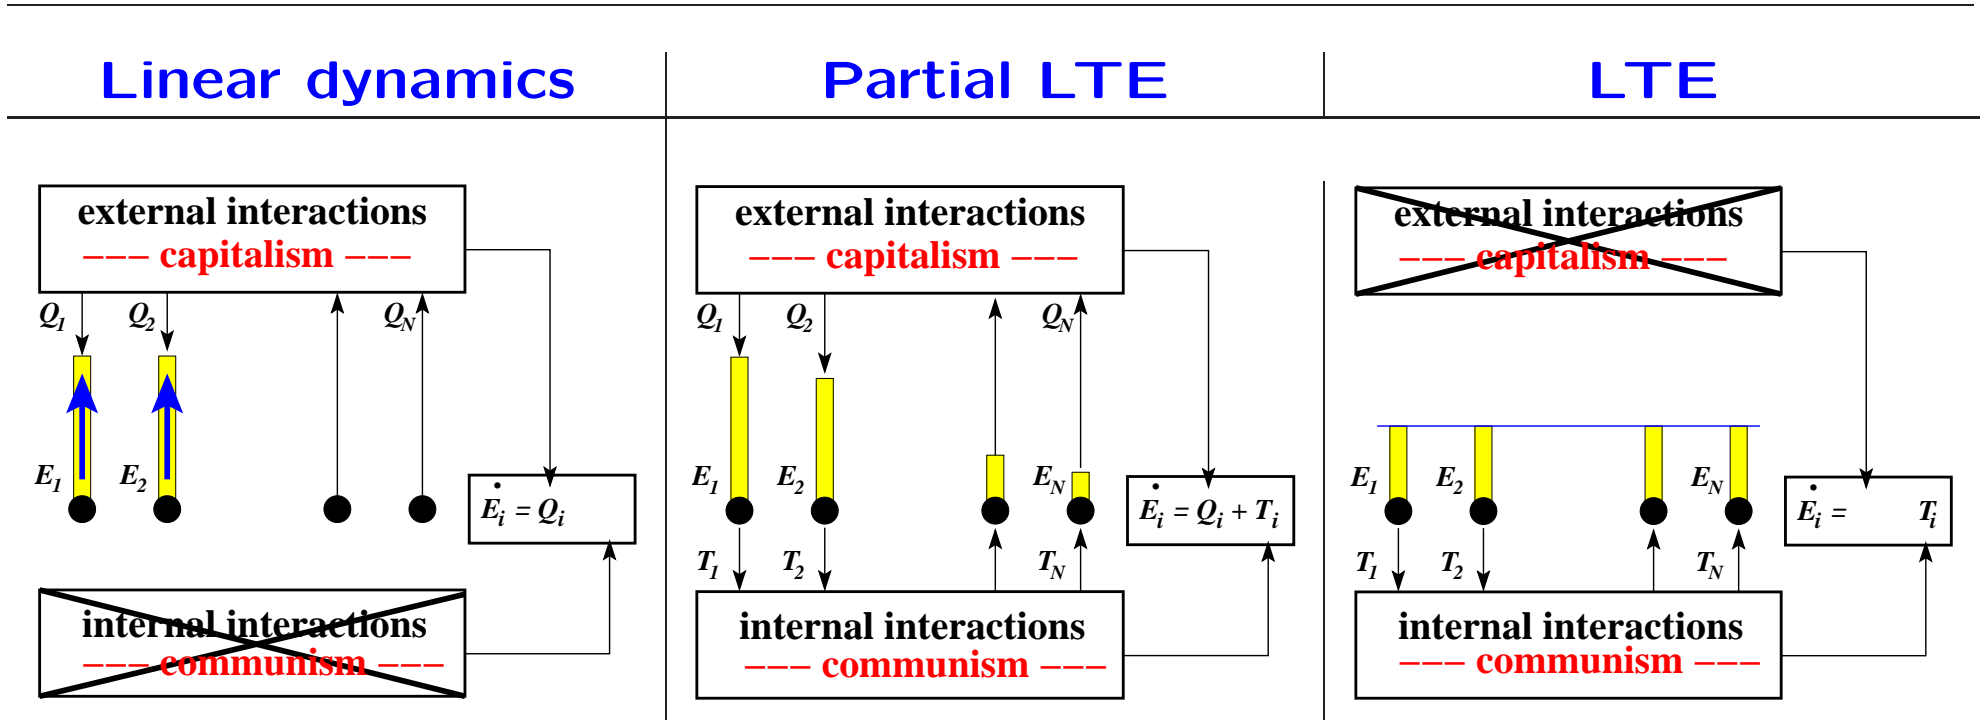 Linear dynamics
external interactions
--- capitalism ---
Q1 Q2 QN
E1 E2
Ėi = Qi
internal interactions
--- communism ---
Partial LTE
external interactions
--- capitalism ---
Q1 Q2 QN
E1 E2 EN
Ėi = Qi + Ti
T1 T2 TN
internal interactions
--- communism ---
LTE
external interactions
--- capitalism ---
E1 E2 EN
Ėi = Ti
T1 T2 TN
internal interactions
--- communism ---